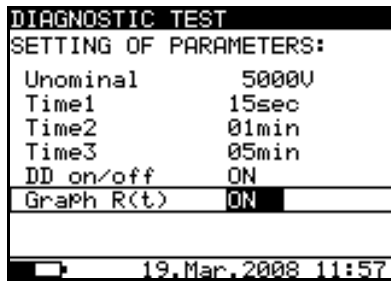 DIAGNOSTIC TEST
SETTING OF PARAMETERS:
Unominal 5000V
Time1 15sec
Time2 01min
Time3 05min
DD on/off ON
Graph R(t) ON
19.Mar.2008 11:57